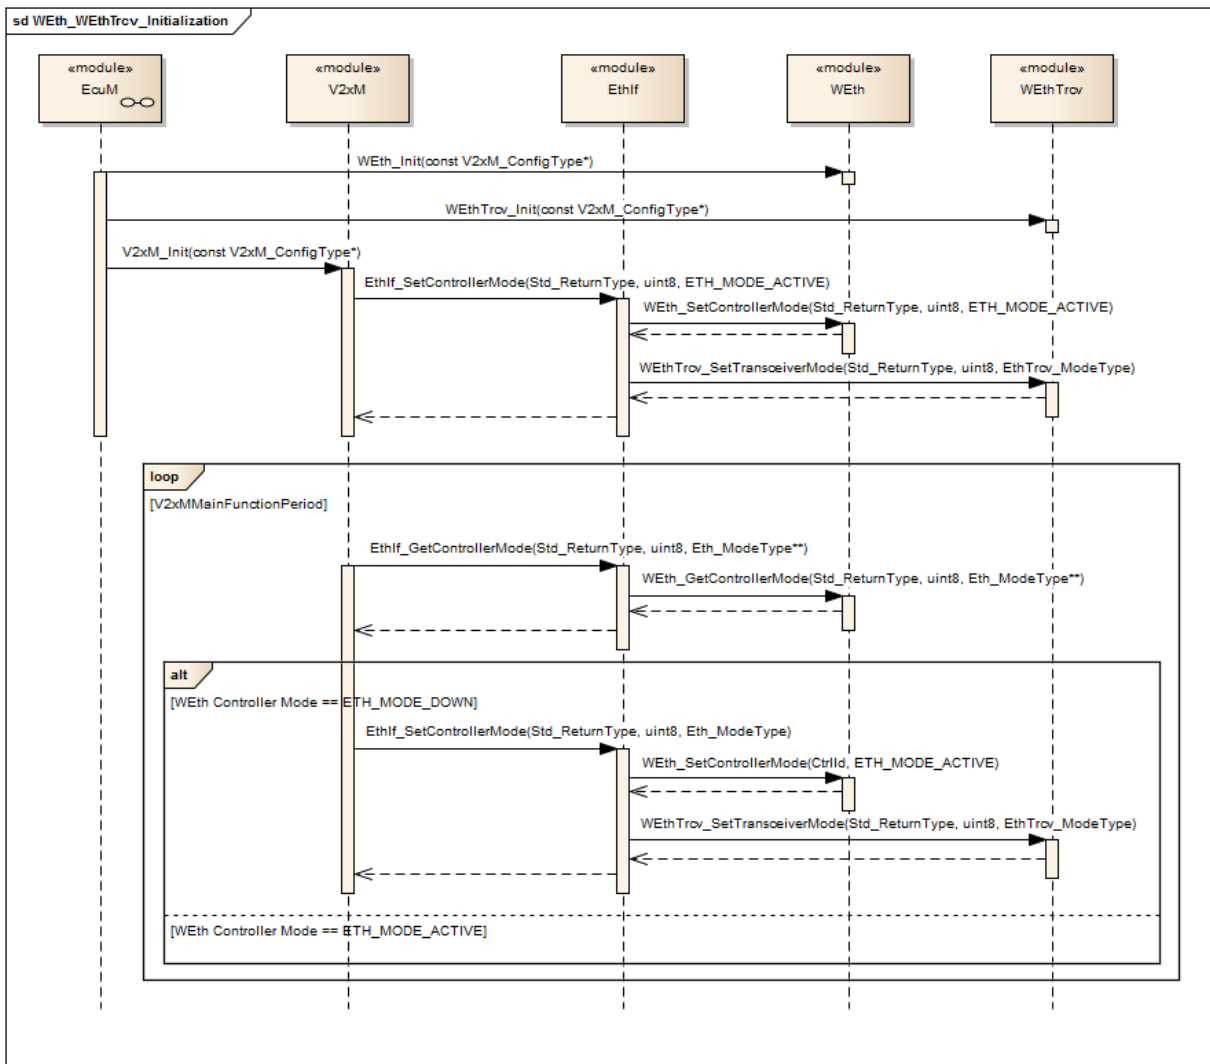 sd WEth_WEthTrcv_Initialization
«module»
EcuM
«module»
V2xM
«module»
EthIf
«module»
WEth
«module»
WEthTrcv
WEth_Init(const V2xM_ConfigType*)
WEthTrcv_Init(const V2xM_ConfigType*)
V2xM_Init(const V2xM_ConfigType*)
EthIf_SetControllerMode(Std_ReturnType, uint8, ETH_MODE_ACTIVE)
WEth_SetControllerMode(Std_ReturnType, uint8, ETH_MODE_ACTIVE)
WEthTrcv_SetTransceiverMode(Std_ReturnType, uint8, EthTrcv_ModeType)
loop
[V2xMMainFunctionPeriod]
EthIf_GetControllerMode(Std_ReturnType, uint8, Eth_ModeType**)
WEth_GetControllerMode(Std_ReturnType, uint8, Eth_ModeType**)
alt
[WEth Controller Mode == ETH_MODE_DOWN]
EthIf_SetControllerMode(Std_ReturnType, uint8, Eth_ModeType)
WEth_SetControllerMode(CtrlId, ETH_MODE_ACTIVE)
WEthTrcv_SetTransceiverMode(Std_ReturnType, uint8, EthTrcv_ModeType)
[WEth Controller Mode == ETH_MODE_ACTIVE]